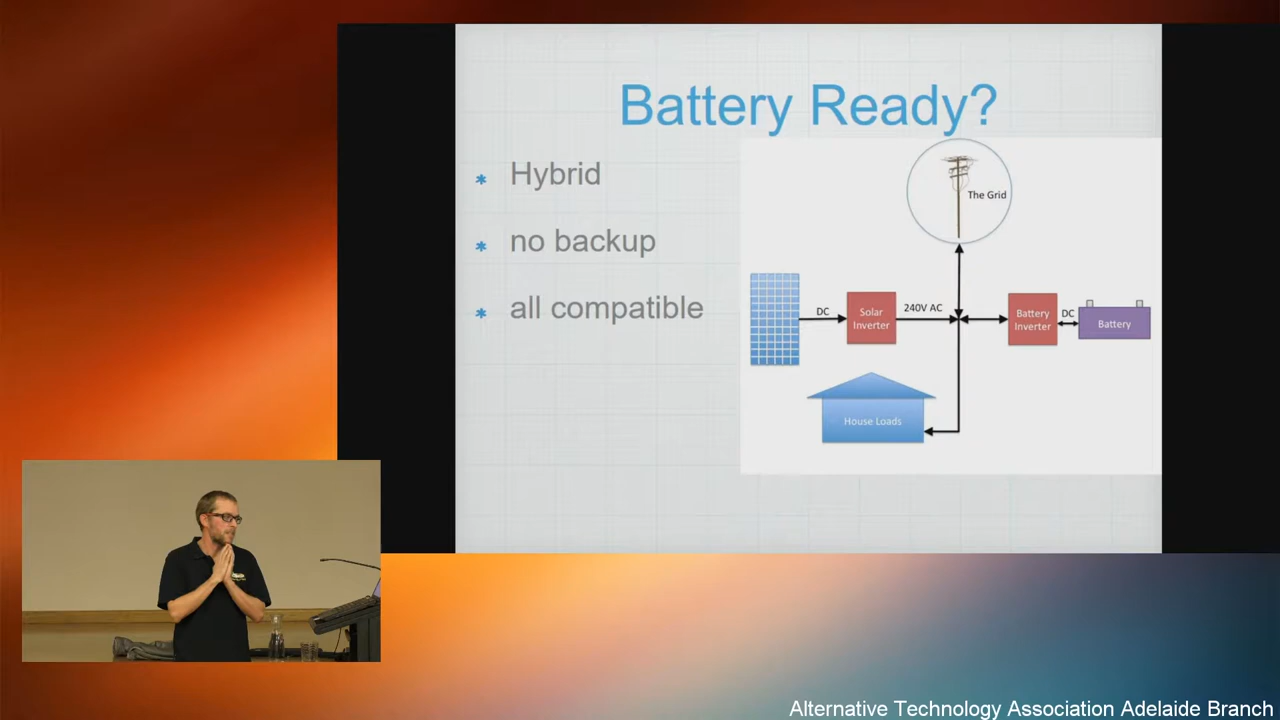 Battery Ready?
* Hybrid
* no backup
* all compatible
The Grid
DC
Solar
Inverter
240V AC
Battery
Inverter
DC
Battery
House Loads
Alternative Technology Association Adelaide Branch